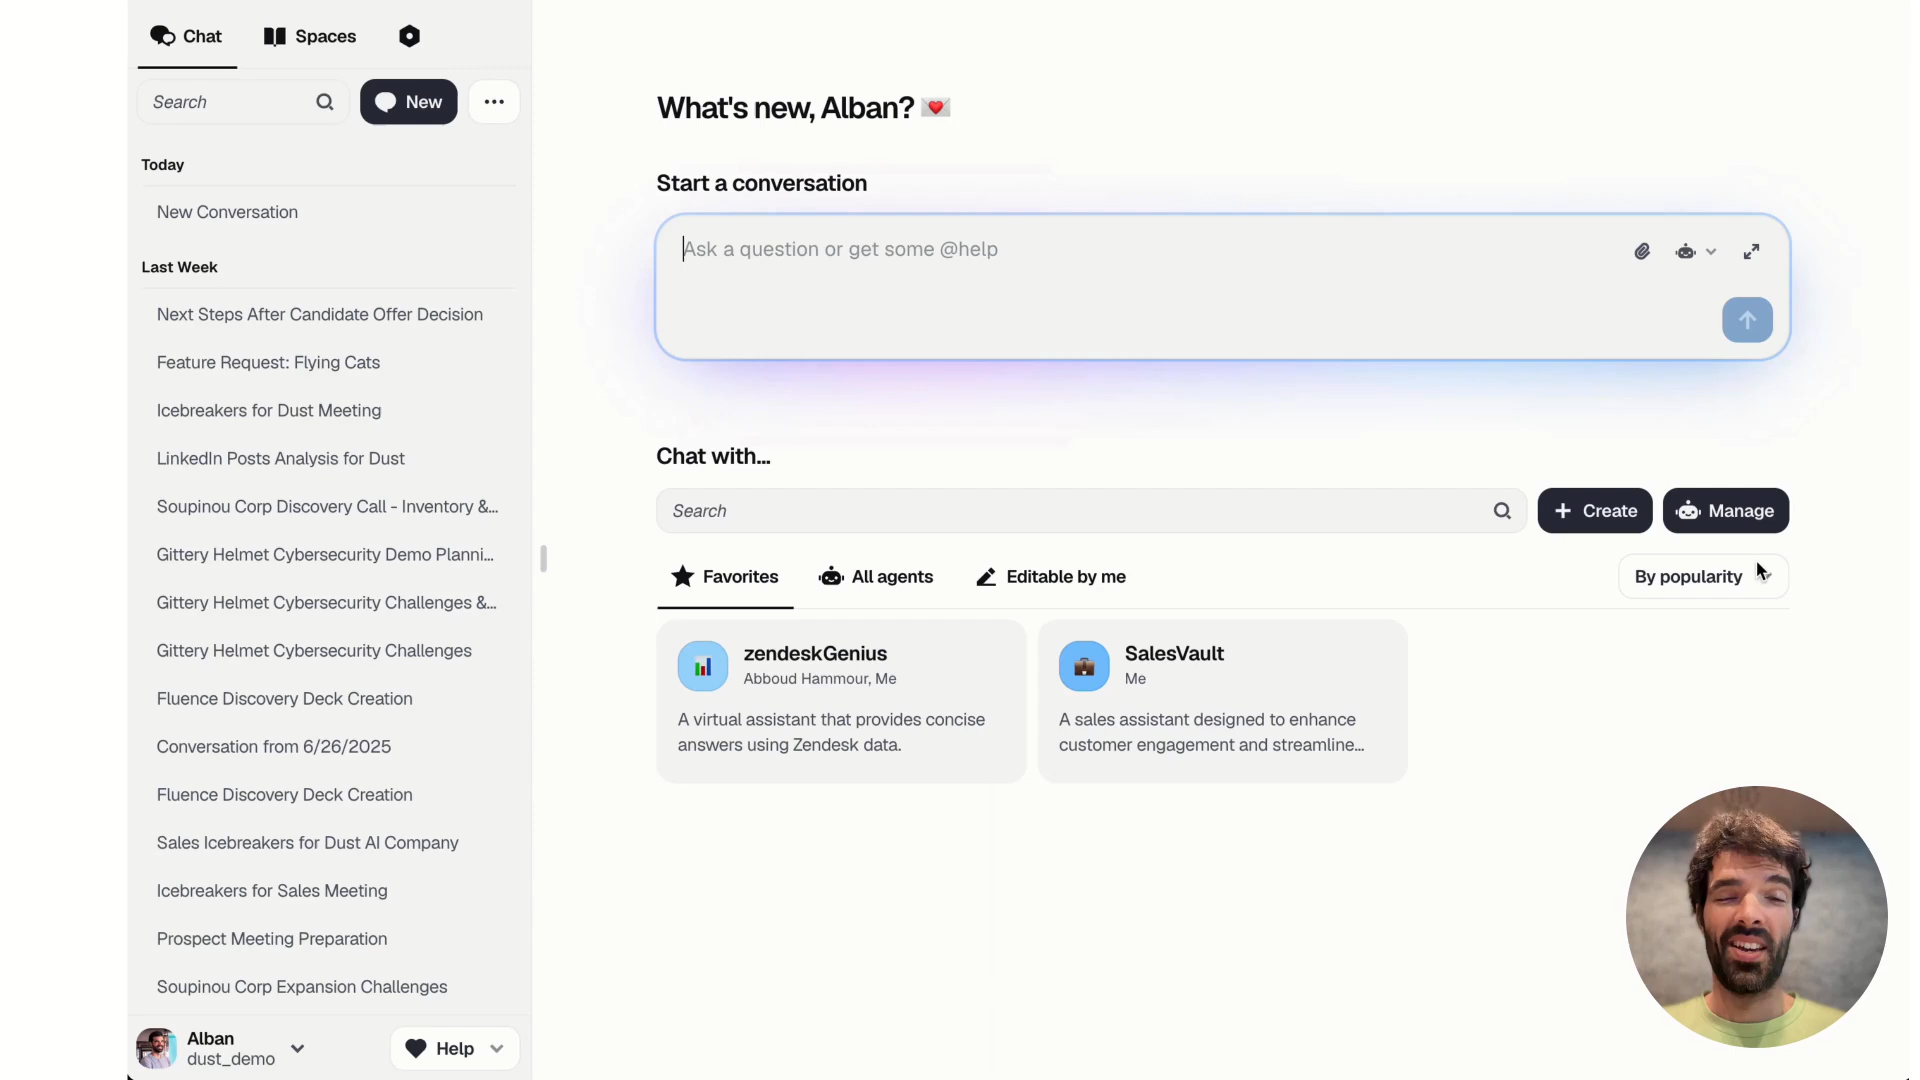 Chat
Spaces
Search
New
Today
New Conversation
Last Week
Next Steps After Candidate Offer Decision
Feature Request: Flying Cats
Icebreakers for Dust Meeting
LinkedIn Posts Analysis for Dust
Soupinou Corp Discovery Call - Inventory &...
Gittery Helmet Cybersecurity Demo Planni...
Gittery Helmet Cybersecurity Challenges &...
Gittery Helmet Cybersecurity Challenges
Fluence Discovery Deck Creation
Conversation from 6/26/2025
Fluence Discovery Deck Creation
Sales Icebreakers for Dust AI Company
Icebreakers for Sales Meeting
Prospect Meeting Preparation
Soupinou Corp Expansion Challenges
Alban
dust_demo
Help
What's new, Alban? 💌
Start a conversation
Ask a question or get some @help
Chat with...
Search
Create
Manage
Favorites
All agents
Editable by me
By popularity
zendeskGenius
Abboud Hammour, Me
A virtual assistant that provides concise
answers using Zendesk data.
SalesVault
Me
A sales assistant designed to enhance
customer engagement and streamline...